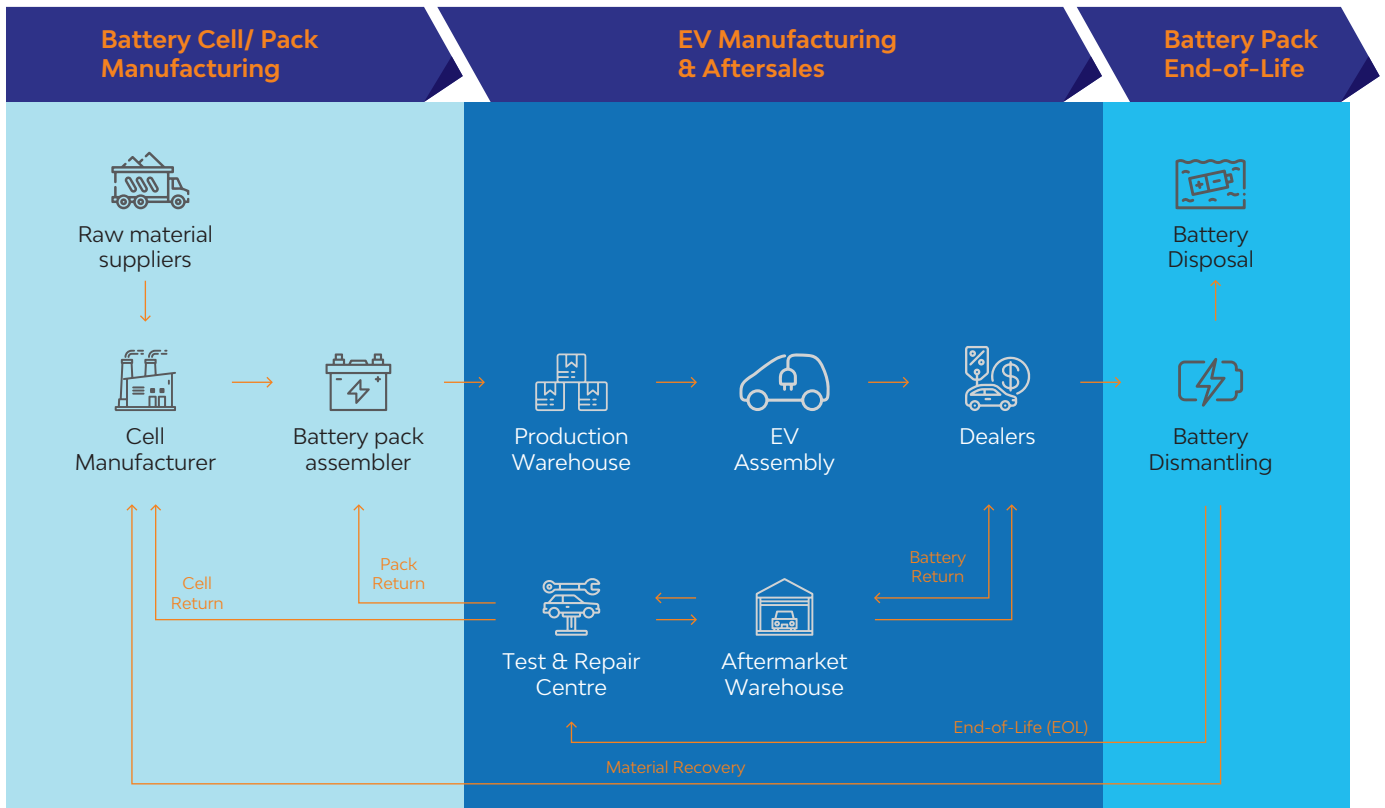 Battery Cell/ Pack
Manufacturing
EV Manufacturing
& Aftersales
Battery Pack
End-of-Life
Raw material
suppliers
Battery
Disposal
Cell
Manufacturer
Battery pack
assembler
Production
Warehouse
EV
Assembly
Dealers
Battery
Dismantling
Cell
Return
Pack
Return
Battery
Return
Test & Repair
Centre
Aftermarket
Warehouse
End-of-Life (EOL)
Material Recovery